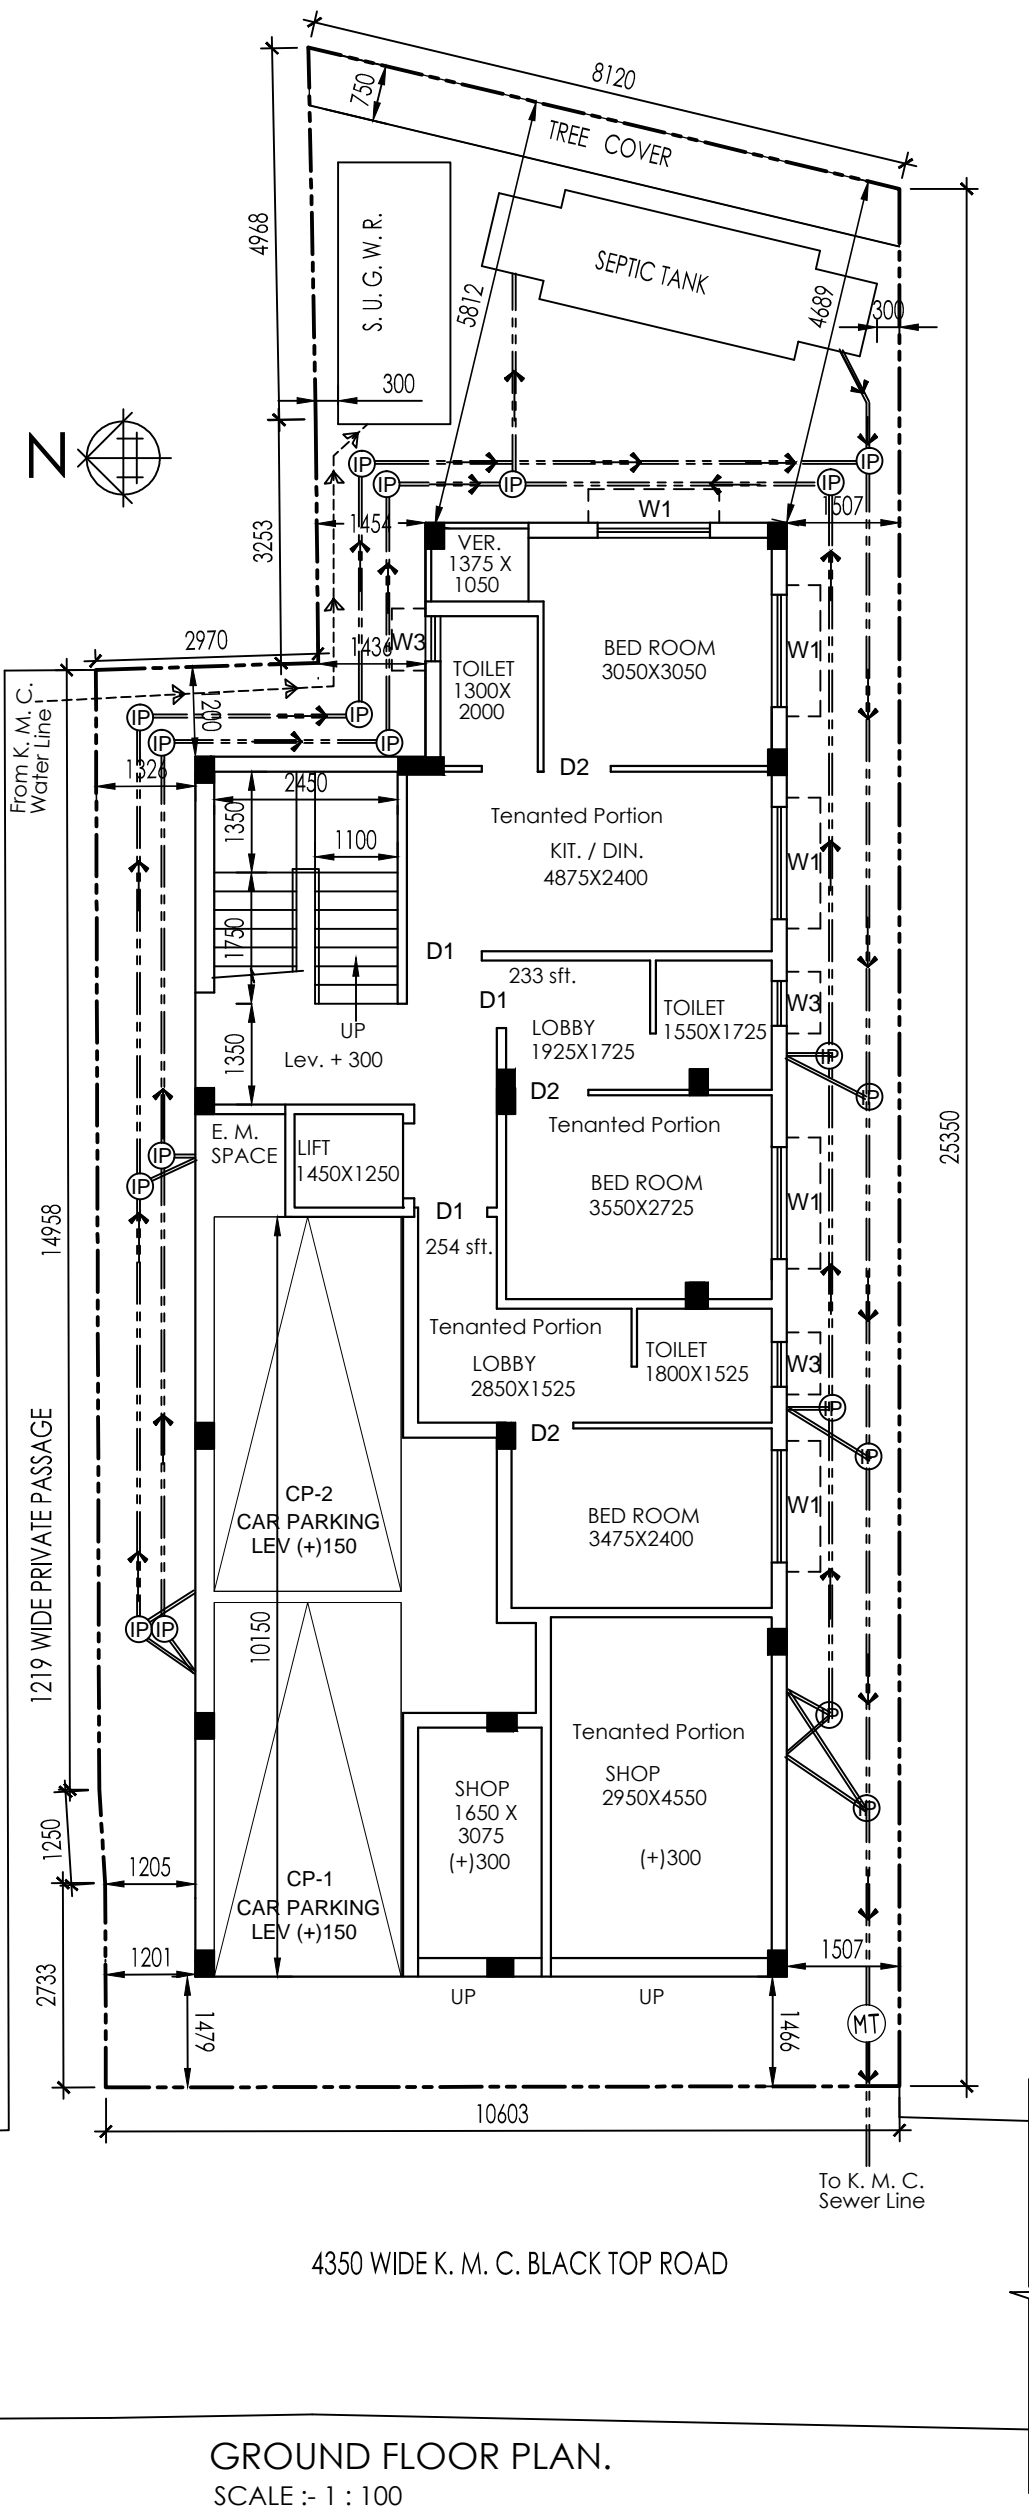 8120
750
TREE COVER
4968
S. U. G. W. R.
SEPTIC TANK
5812
4689
300
300
N
IP
IP
IP
IP
IP
W1
1454
1507
3253
VER.
1375 X
1050
2970
1436
W3
TOILET
1300X
2000
BED ROOM
3050X3050
W1
From K. M. C.
Water Line
1200
IP
IP
IP
IP
1326
2450
D2
1350
1100
Tenanted Portion
KIT. / DIN.
4875X2400
W1
1750
D1
233 sft.
D1
TOILET
1550X1725
W3
LOBBY
1925X1725
UP
Lev. + 300
1350
IP
IP
D2
E. M.
SPACE
LIFT
1450X1250
Tenanted Portion
IP
IP
BED ROOM
3550X2725
W1
D1
254 sft.
25350
14958
Tenanted Portion
LOBBY
2850X1525
TOILET
1800X1525
W3
IP
D2
IP
1219 WIDE PRIVATE PASSAGE
CP-2
CAR PARKING
LEV (+)150
BED ROOM
3475X2400
W1
10150
IP
IP
IP
Tenanted Portion
SHOP
2950X4550
(+)300
SHOP
1650 X
3075
(+)300
IP
1250
1205
CP-1
CAR PARKING
LEV (+)150
1201
1507
2733
UP
UP
1479
1466
MT
10603
To K. M. C.
Sewer Line
4350 WIDE K. M. C. BLACK TOP ROAD
GROUND FLOOR PLAN.
SCALE :- 1 : 100